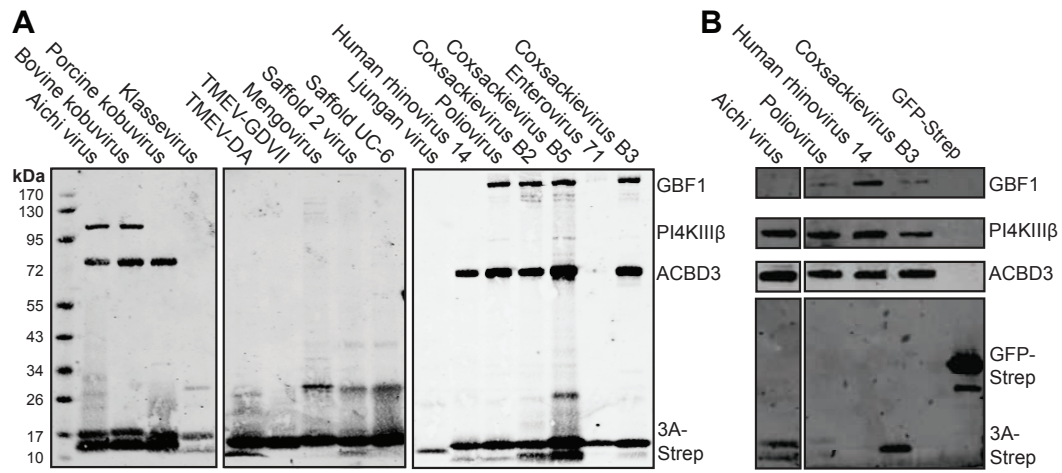 A
Aichi virus
Bovine kobuvirus
Porcine kobuvirus
Klassevirus
TMEV-DA
TMEV-GDVII
Mengovirus
Saffold 2 virus
Saffold UC-6
Ljungan virus
Human rhinovirus 14
Poliovirus
Coxsackievirus B2
Coxsackievirus B5
Enterovirus 71
Coxsackievirus B3
kDa
170
130
95
72
55
43
34
26
17
10
GBF1
PI4KIIIβ
ACBD3
3A-
Strep
B
Aichi virus
Poliovirus
Human rhinovirus 14
Coxsackievirus B3
GFP-Strep
GBF1
PI4KIIIβ
ACBD3
GFP-
Strep
3A-
Strep